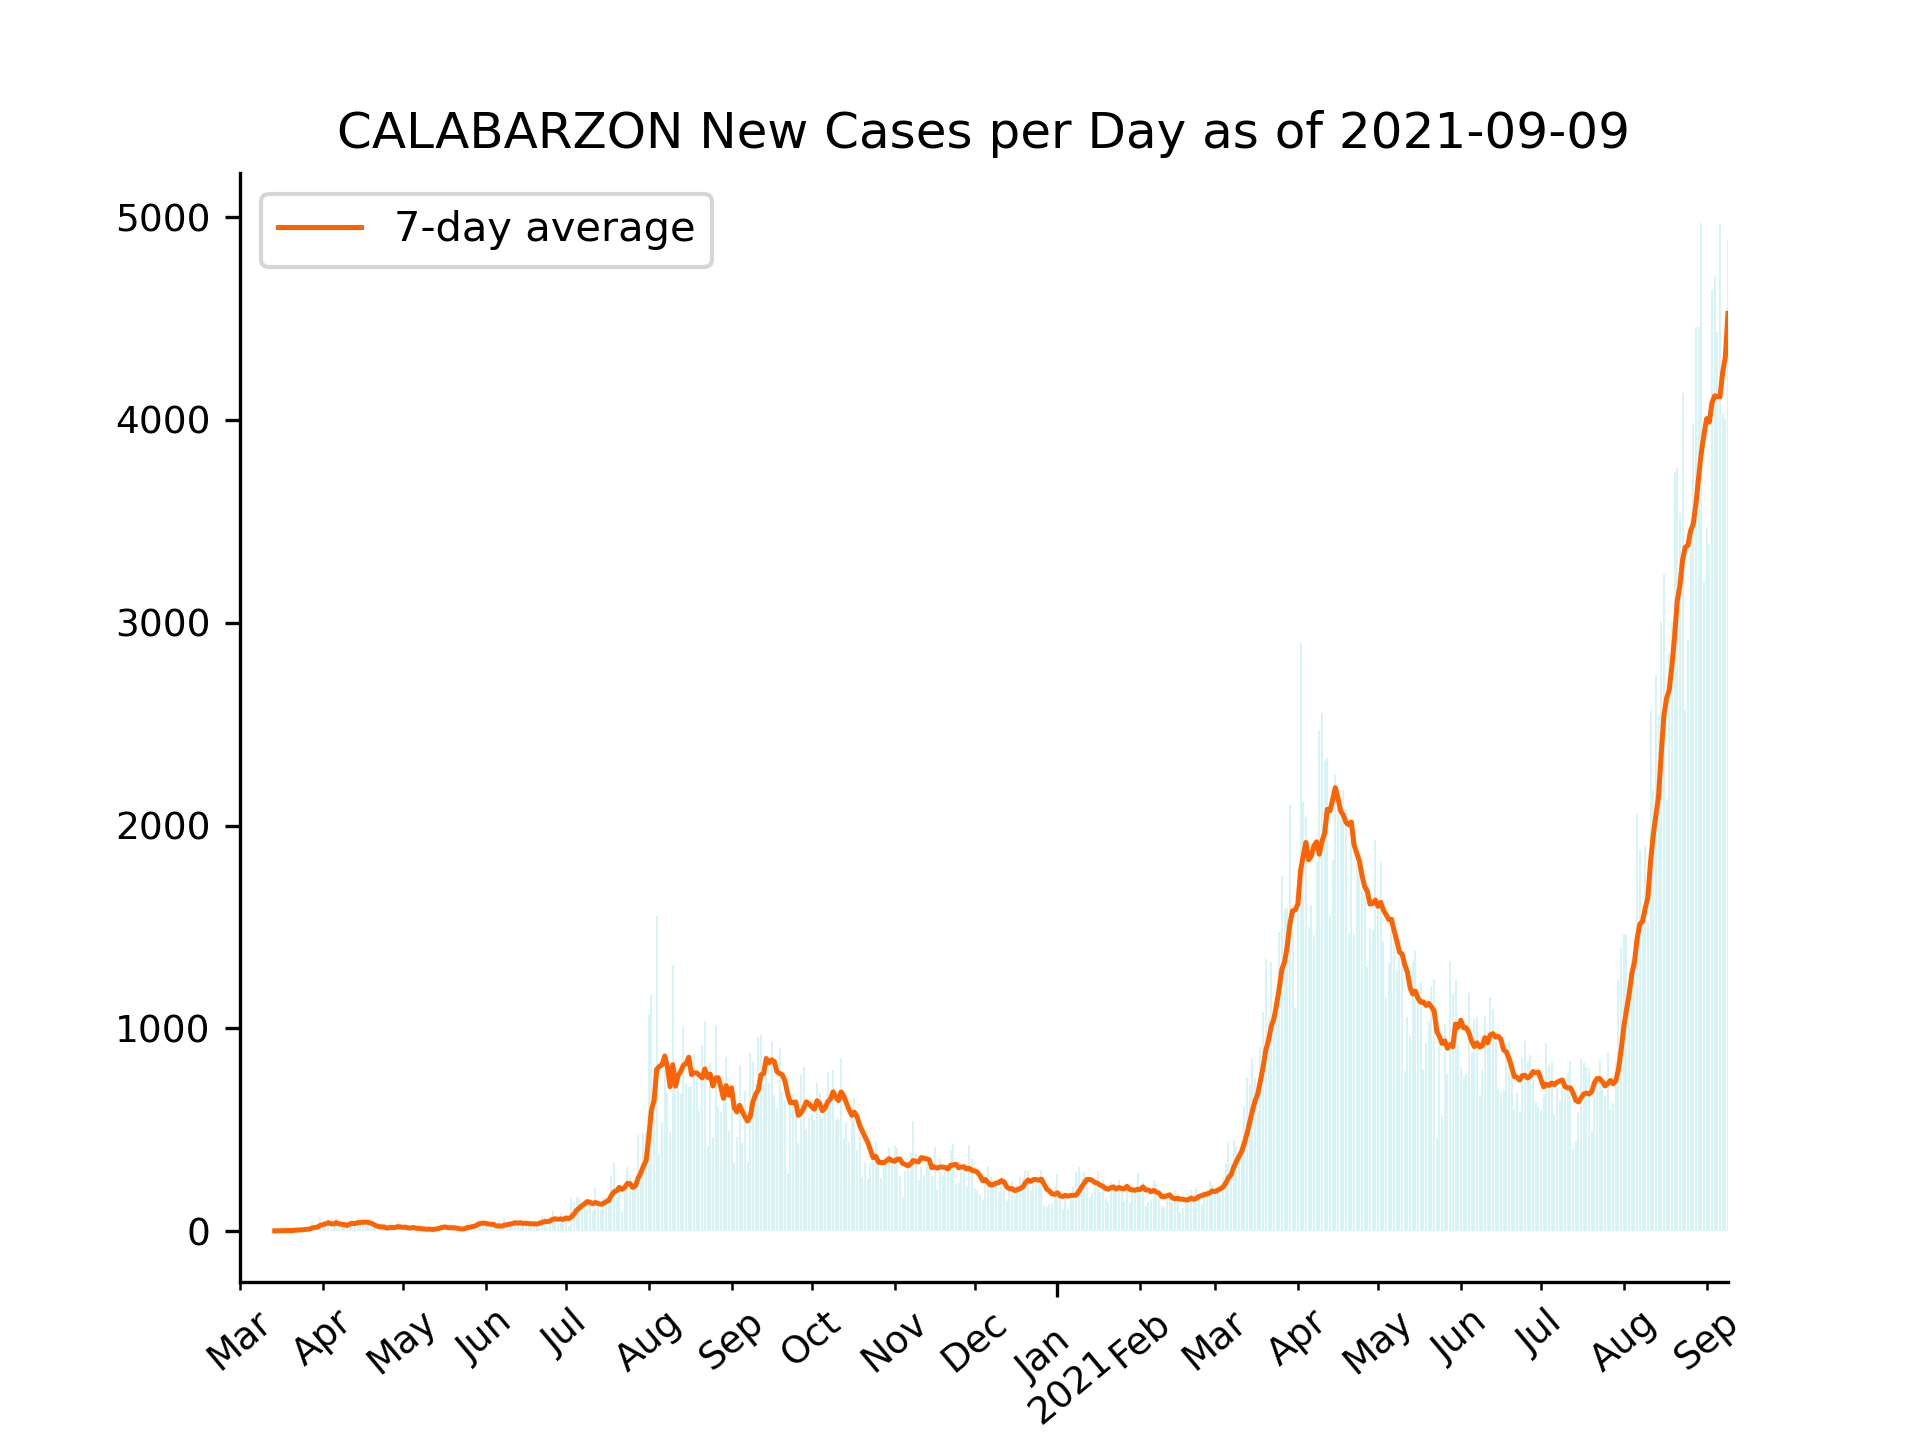 CALABARZON New Cases per Day as of 2021-09-09
7-day average
5000
4000
3000
2000
1000
0
Mar Apr May Jun Jul Aug Sep Oct Nov Dec Jan Feb Mar Apr May Jun Jul Aug Sep
2021